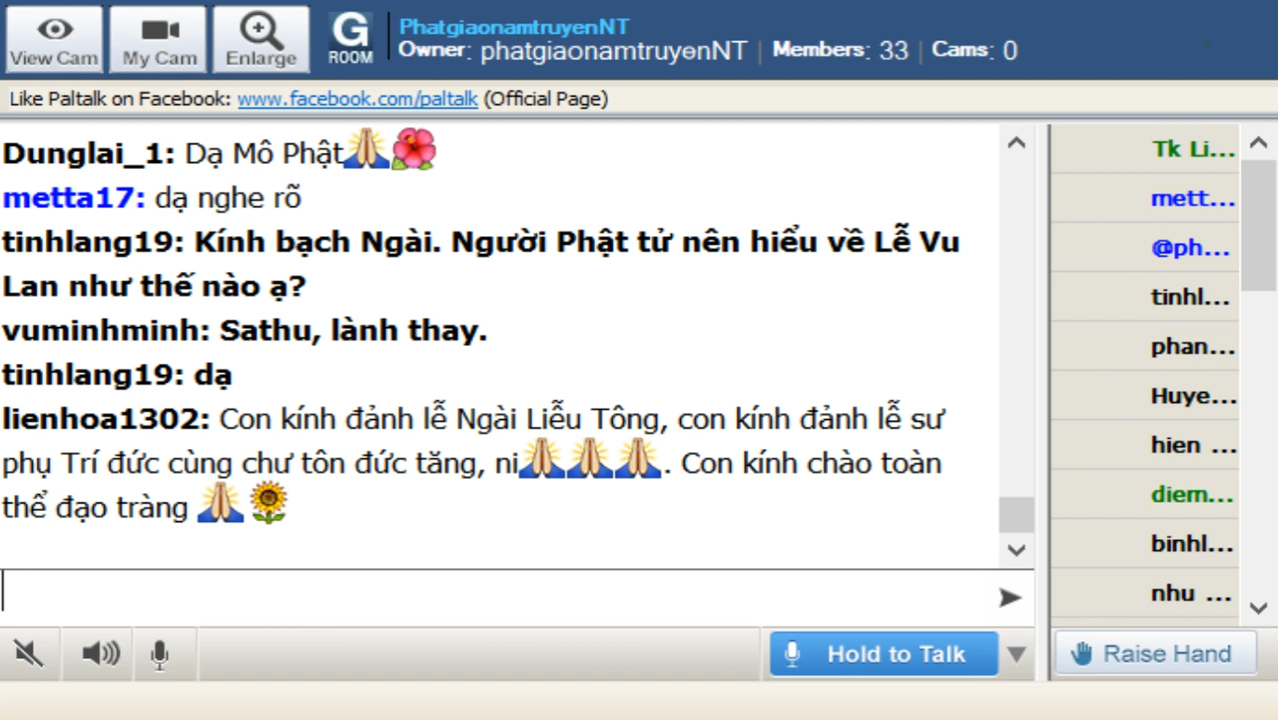 View Cam
My Cam
Enlarge
G
ROOM
PhatgiaonamtruyenNT
Owner: phatgiaonamtruyenNT | Members: 33 | Cams: 0
Like Paltalk on Facebook: www.facebook.com/paltalk (Official Page)
Dunglai_1: Dạ Mô Phật
metta17: dạ nghe rõ
tinhlang19: Kính bạch Ngài. Người Phật tử nên hiểu về Lễ Vu
Lan như thế nào ạ?
vuminhminh: Sathu, lành thay.
tinhlang19: dạ
lienhoa1302: Con kính đảnh lễ Ngài Liễu Tông, con kính đảnh lễ sư
phụ Trí đức cùng chư tôn đức tăng, ni. Con kính chào toàn
thể đạo tràng
Tk Li...
mett...
@ph...
tinhl...
phan...
Huye...
hien ...
diem...
binhl...
nhu ...
Hold to Talk
Raise Hand